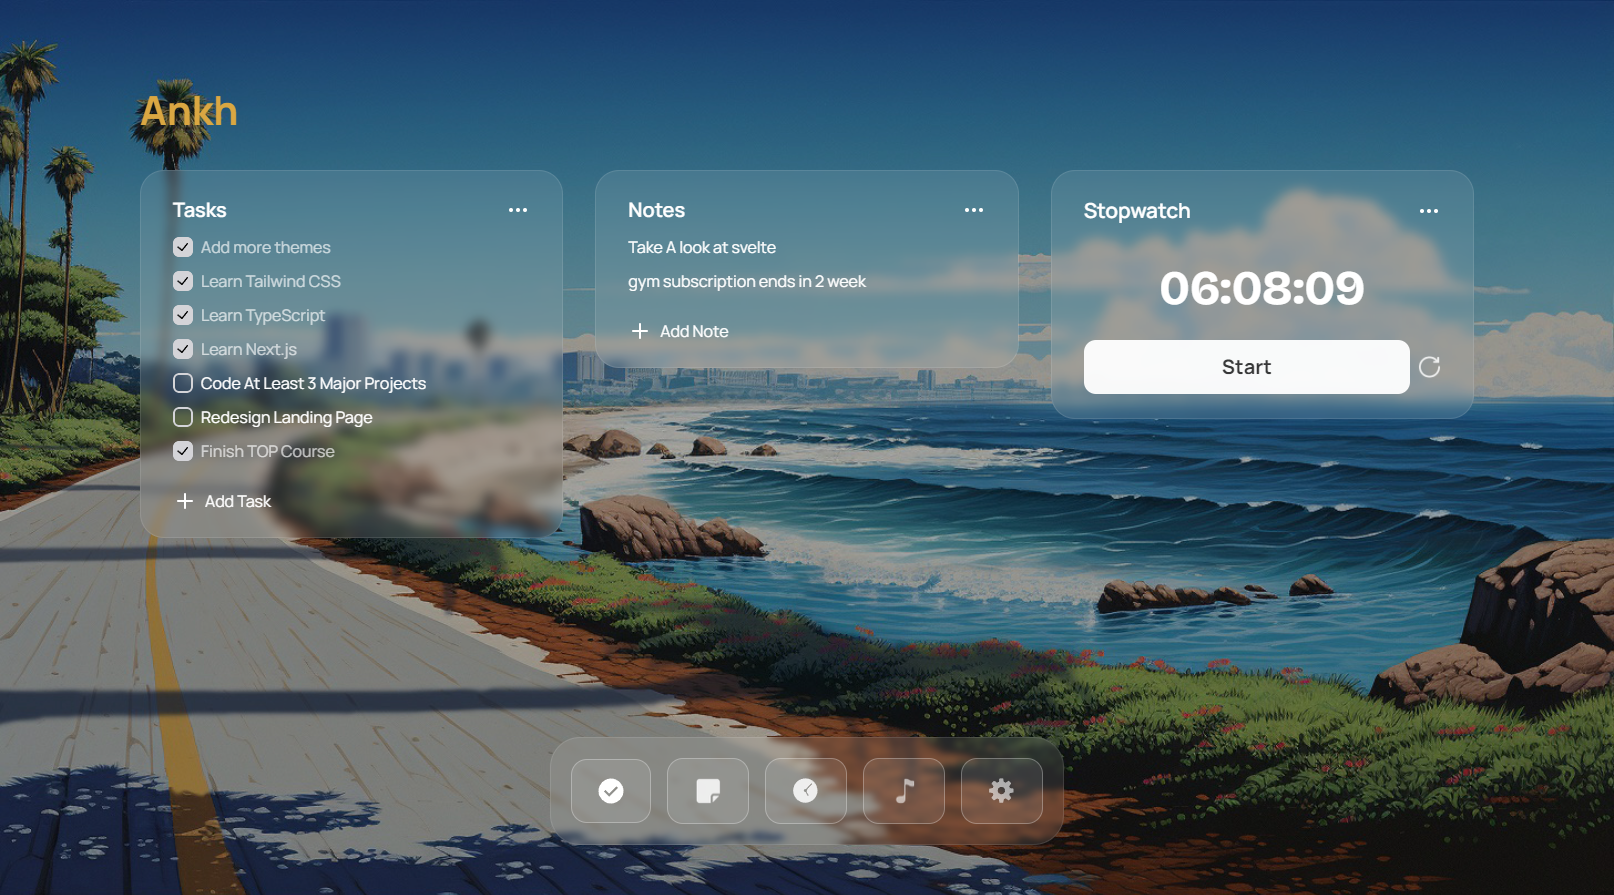 Ankh
Tasks
Add more themes
Learn Tailwind CSS
Learn TypeScript
Learn Next.js
Code At Least 3 Major Projects
Redesign Landing Page
Finish TOP Course
Add Task
Notes
Take A look at svelte
gym subscription ends in 2 week
Add Note
Stopwatch
06:08:09
Start